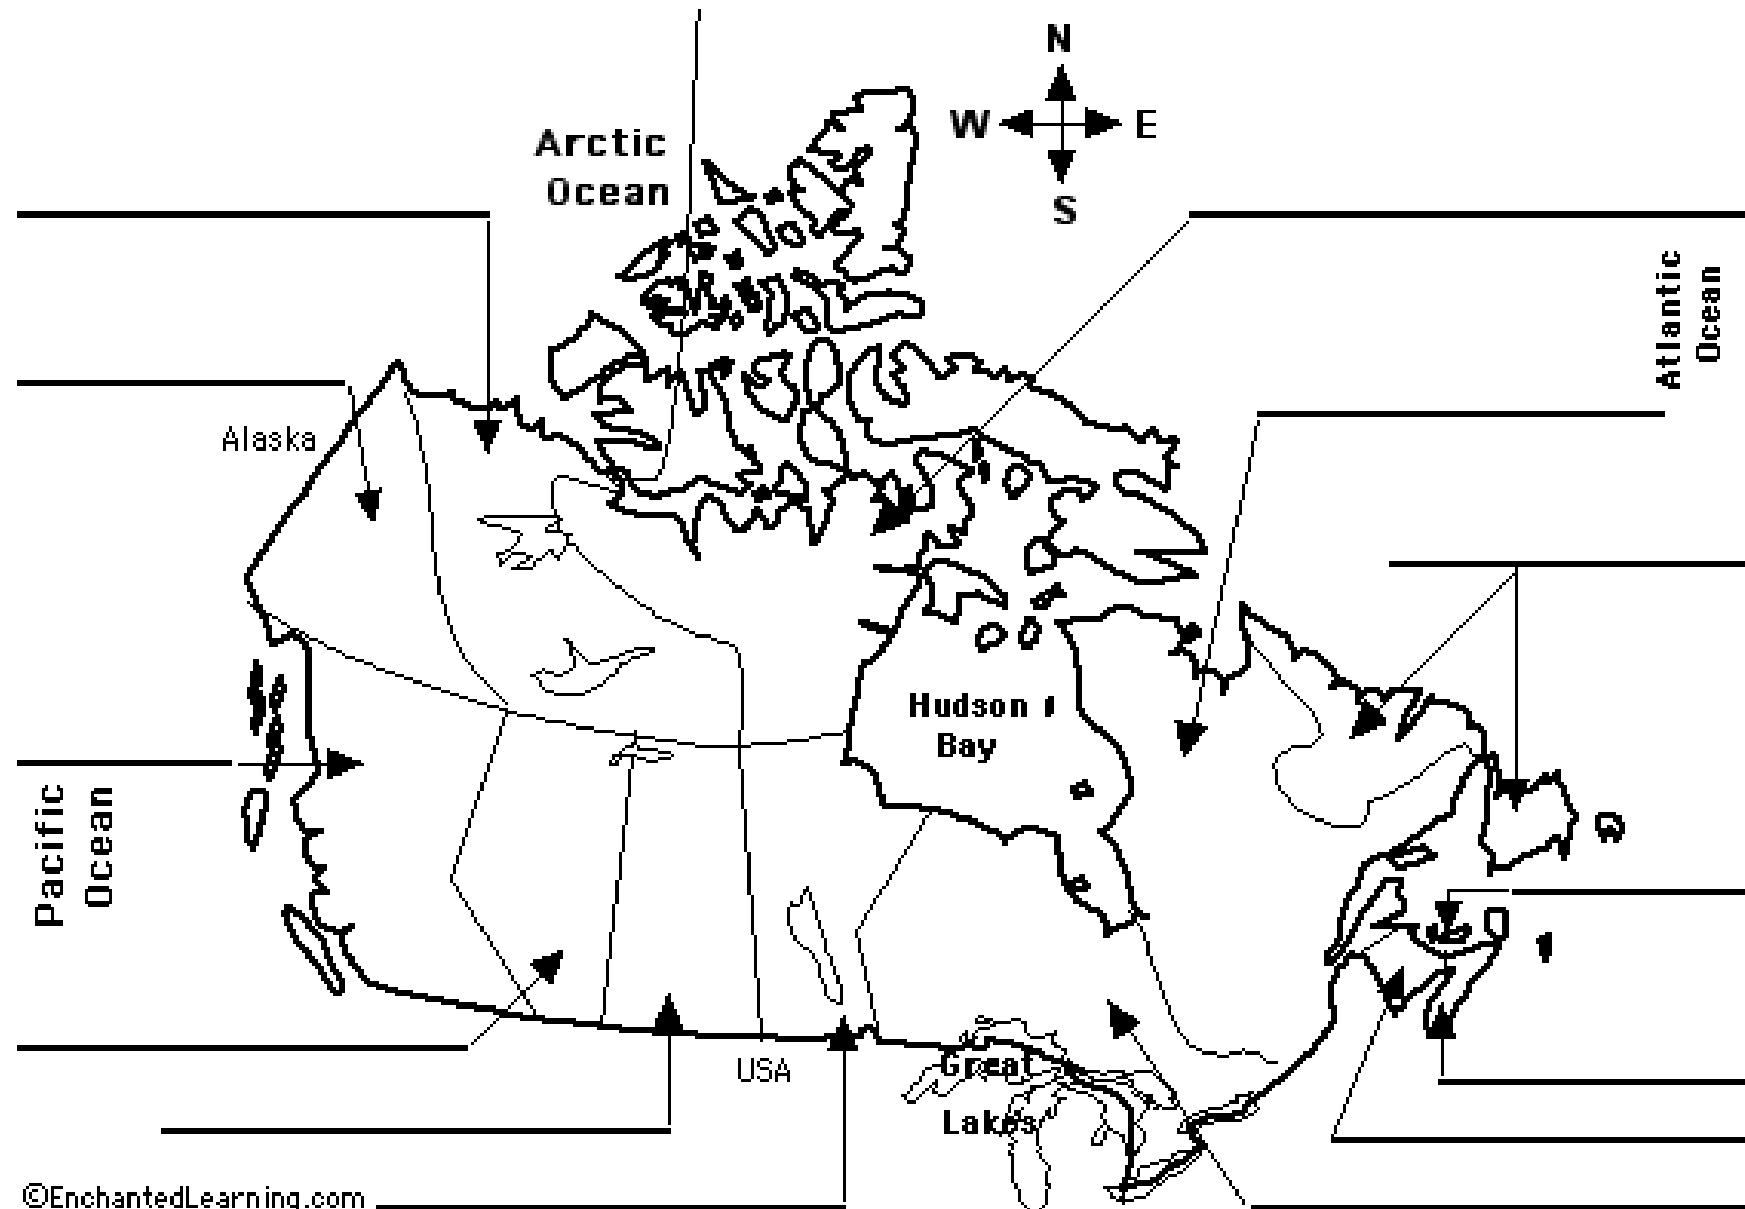 N
W
E
S
Arctic
Ocean
Atlantic
Ocean
Alaska
Hudson
Bay
Pacific
Ocean
USA
Great
Lakes
©EnchantedLearning.com